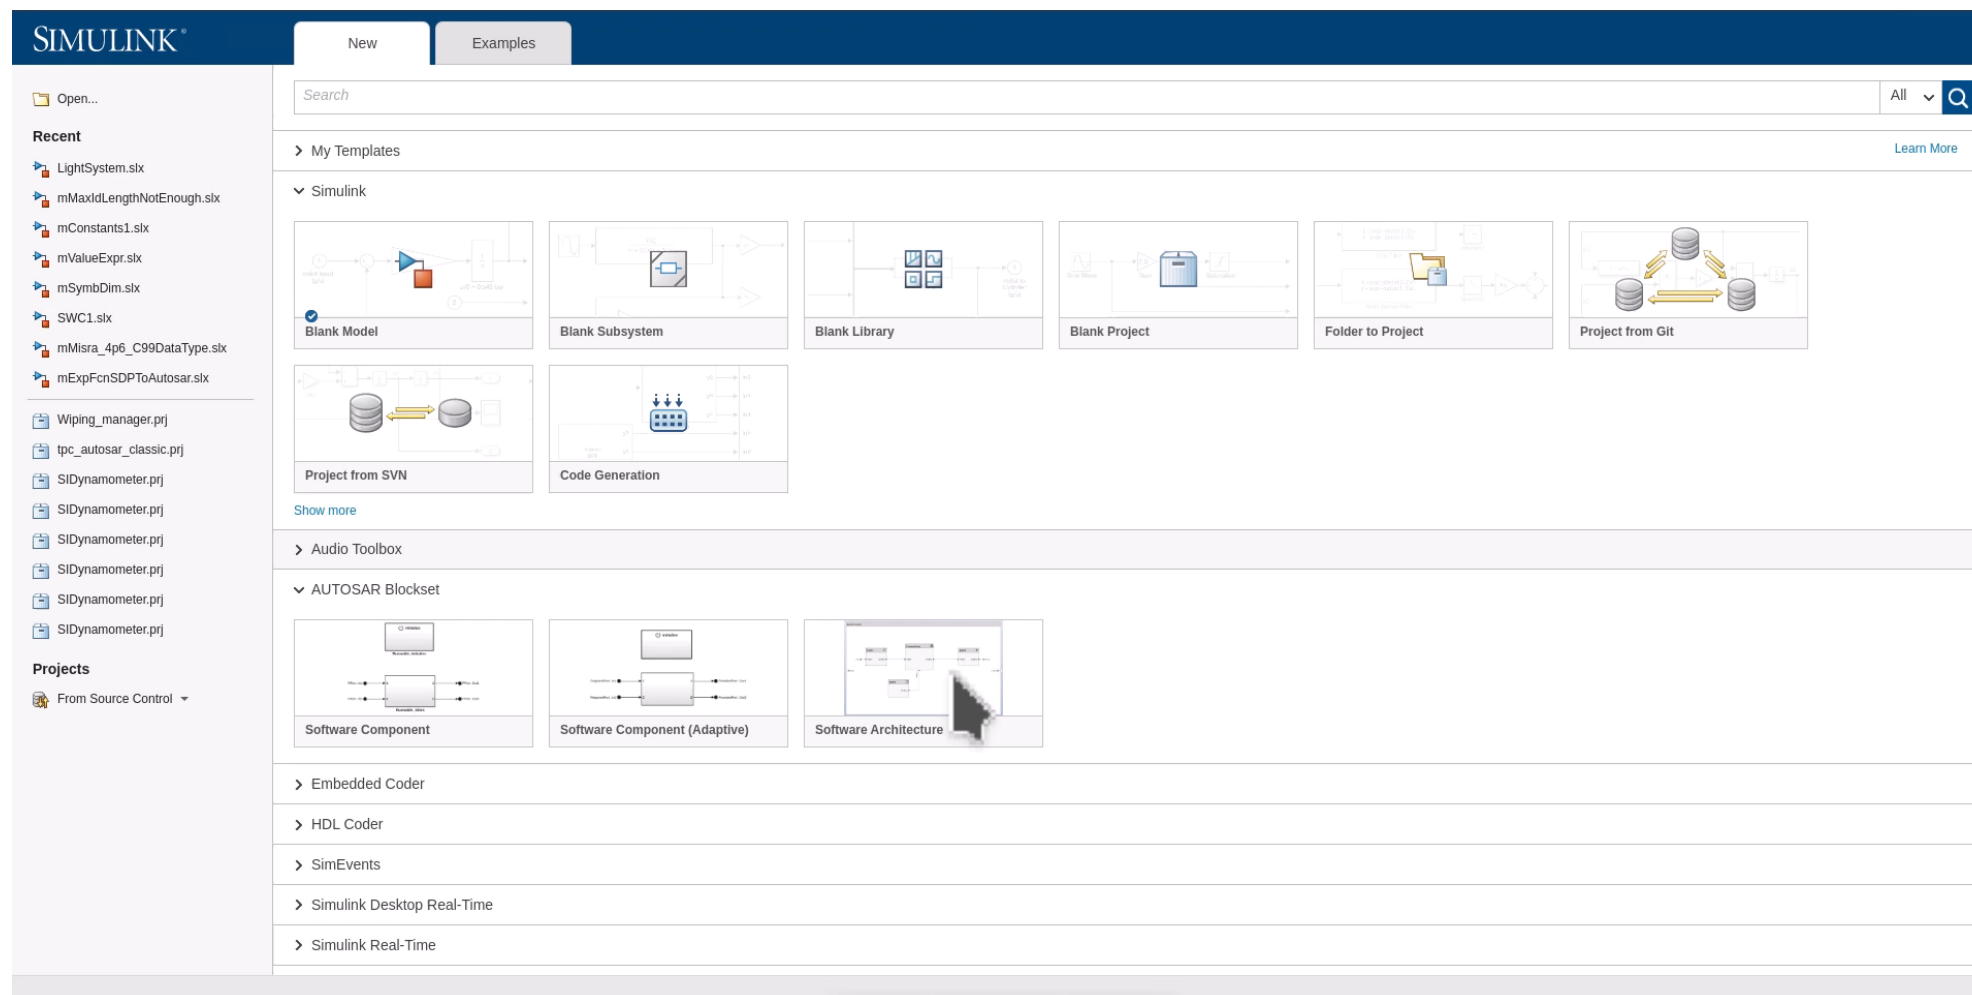 SIMULINK®
New
Examples
Open...
Recent
LightSystem.slx
mMaxIdLengthNotEnough.slx
mConstants1.slx
mValueExpr.slx
mSymbDim.slx
SWC1.slx
mMisra_4p6_C99DataType.slx
mExpFcnSDPToAutosar.slx
Wiping_manager.prj
tpc_autosar_classic.prj
SIDynamometer.prj
SIDynamometer.prj
SIDynamometer.prj
SIDynamometer.prj
SIDynamometer.prj
SIDynamometer.prj
Projects
From Source Control
Search
All
My Templates
Learn More
Simulink
Blank Model
Blank Subsystem
Blank Library
Blank Project
Folder to Project
Project from Git
Project from SVN
Code Generation
Show more
Audio Toolbox
AUTOSAR Blockset
Software Component
Software Component (Adaptive)
Software Architecture
Embedded Coder
HDL Coder
SimEvents
Simulink Desktop Real-Time
Simulink Real-Time